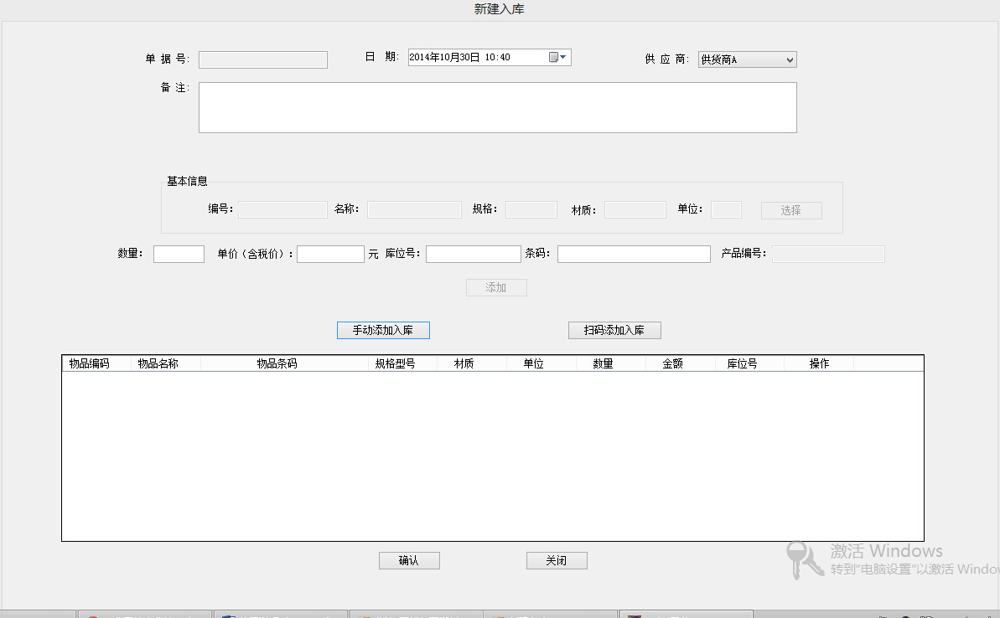 新建入库
单 据 号: 日 期: 2014年10月30日 10:40 供 应 商: 供货商A
备 注:
基本信息
编号: 名称: 规格: 材质: 单位: 选择
数量: 单价（含税价）: 元 库位号: 条码: 产品编号:
添加
手动添加入库 扫码添加入库
物品编码 物品名称 物品条码 规格型号 材质 单位 数量 金额 库位号 操作
确认 关闭
激活 Windows
转到"电脑设置"以激活 Windo